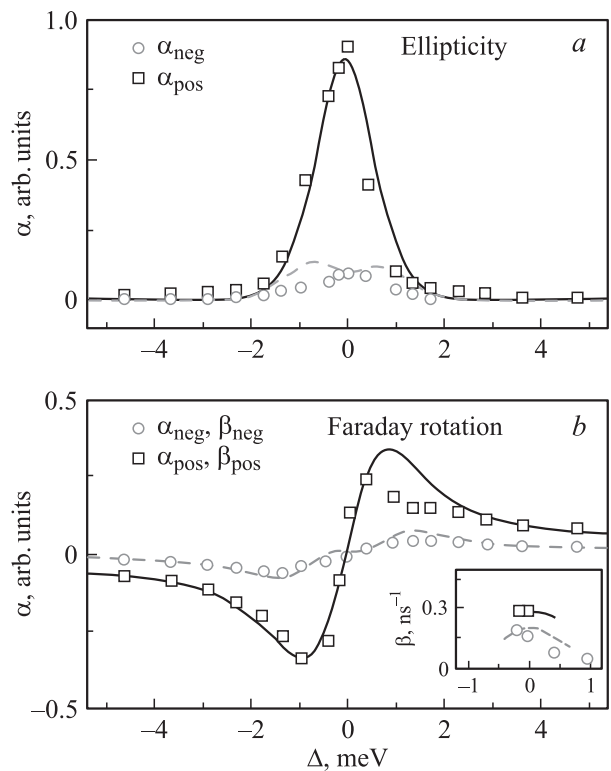 1.0
α_neg
α_pos
Ellipticity
a
α, arb. units
0.5
0
−4
−2
0
2
4
0.5
α_neg, β_neg
α_pos, β_pos
Faraday rotation
b
α, arb. units
0
β, ns⁻¹
0.3
0
−1
0
1
−0.5
−4
−2
0
2
4
Δ, meV